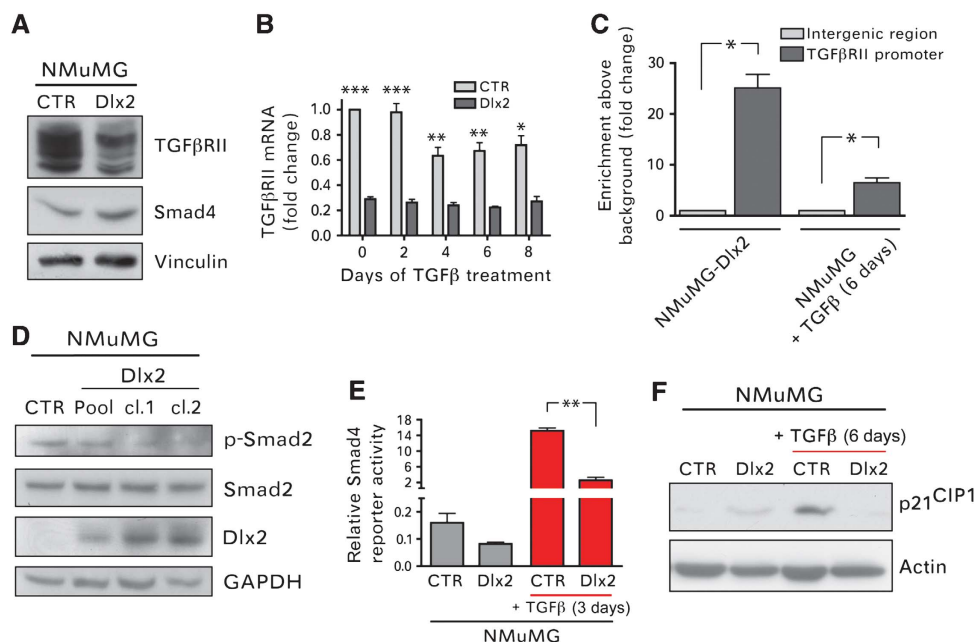 A
NMuMG
CTR Dlx2
TGFβRII
Smad4
Vinculin
B
TGFβRII mRNA
(fold change)
1.0
0.8
0.6
0.4
0.2
0.0
*** *** ** ** *
CTR
Dlx2
0 2 4 6 8
Days of TGFβ treatment
C
Intergenic region
TGFβRII promoter
Enrichment above
background (fold change)
30
20
10
0
* *
NMuMG-Dlx2
NMuMG
+ TGFβ (6 days)
D
NMuMG
Dlx2
CTR Pool cl.1 cl.2
p-Smad2
Smad2
Dlx2
GAPDH
E
Relative Smad4
reporter activity
18
14
10
6
2
0.2
0.1
0.0
**
CTR Dlx2 CTR Dlx2
+ TGFβ (3 days)
NMuMG
F
NMuMG
+ TGFβ (6 days)
CTR Dlx2 CTR Dlx2
p21CIP1
Actin